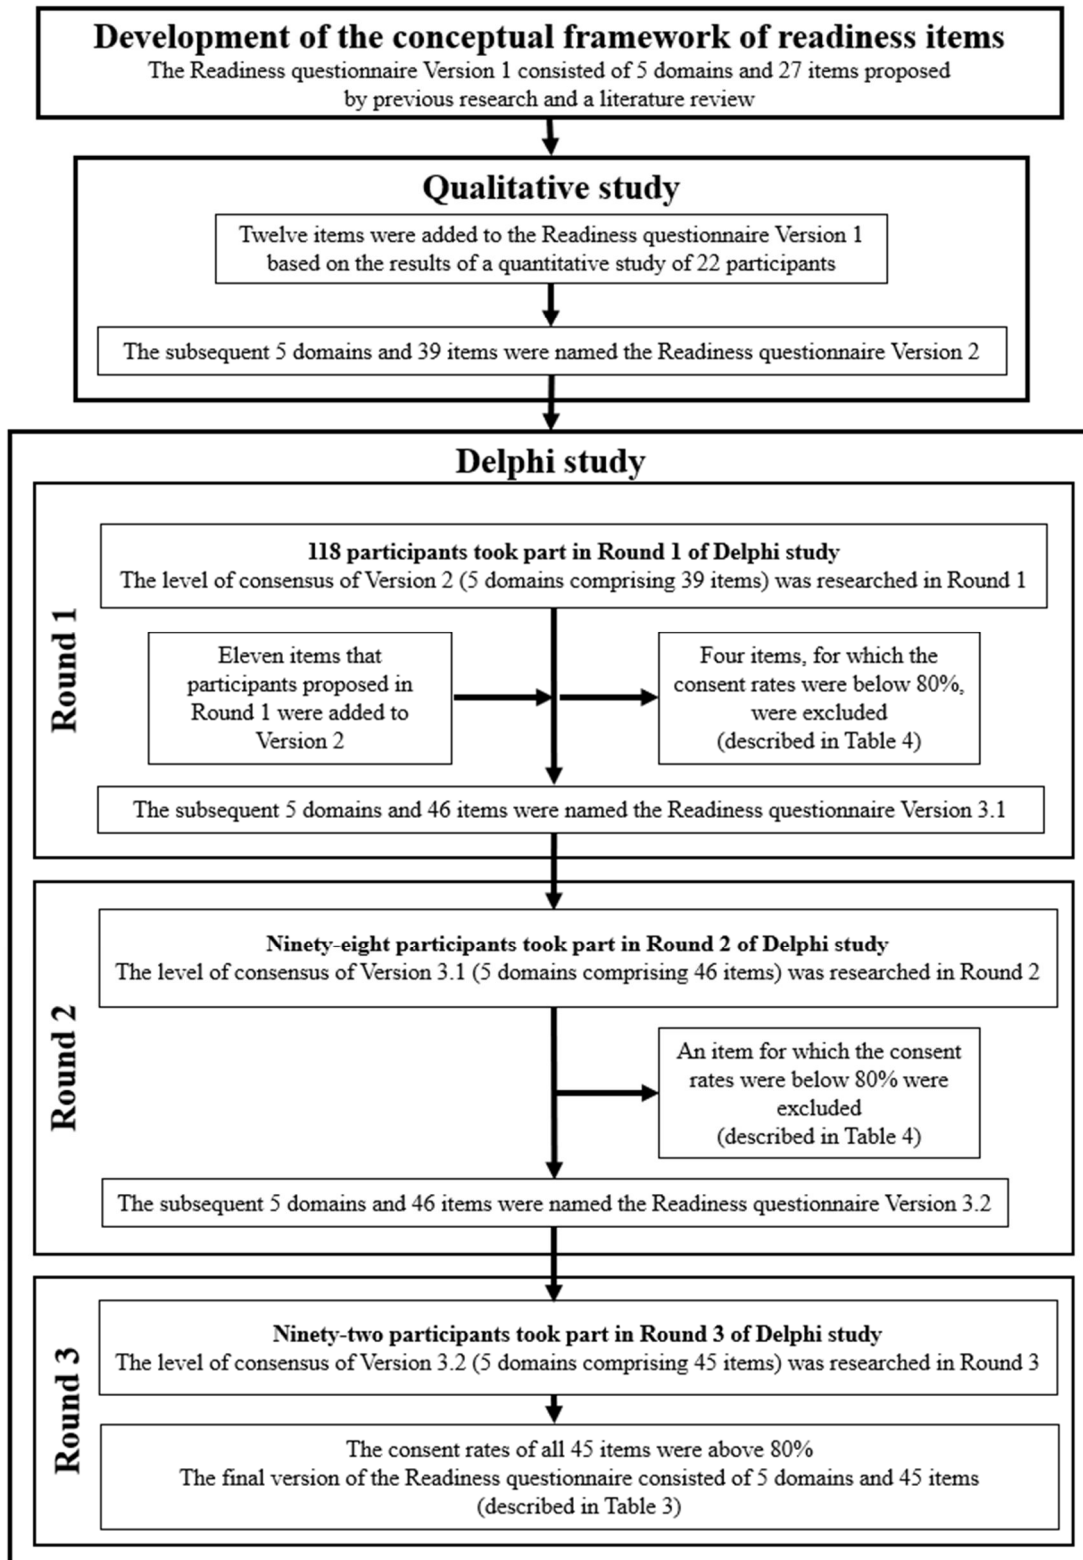 Development of the conceptual framework of readiness items
The Readiness questionnaire Version 1 consisted of 5 domains and 27 items proposed
by previous research and a literature review
Qualitative study
Twelve items were added to the Readiness questionnaire Version 1
based on the results of a quantitative study of 22 participants
The subsequent 5 domains and 39 items were named the Readiness questionnaire Version 2
Delphi study
Round 1
118 participants took part in Round 1 of Delphi study
The level of consensus of Version 2 (5 domains comprising 39 items) was researched in Round 1
Eleven items that
participants proposed in
Round 1 were added to
Version 2
Four items, for which the
consent rates were below 80%,
were excluded
(described in Table 4)
The subsequent 5 domains and 46 items were named the Readiness questionnaire Version 3.1
Round 2
Ninety-eight participants took part in Round 2 of Delphi study
The level of consensus of Version 3.1 (5 domains comprising 46 items) was researched in Round 2
An item for which the consent
rates were below 80% were
excluded
(described in Table 4)
The subsequent 5 domains and 46 items were named the Readiness questionnaire Version 3.2
Round 3
Ninety-two participants took part in Round 3 of Delphi study
The level of consensus of Version 3.2 (5 domains comprising 45 items) was researched in Round 3
The consent rates of all 45 items were above 80%
The final version of the Readiness questionnaire consisted of 5 domains and 45 items
(described in Table 3)